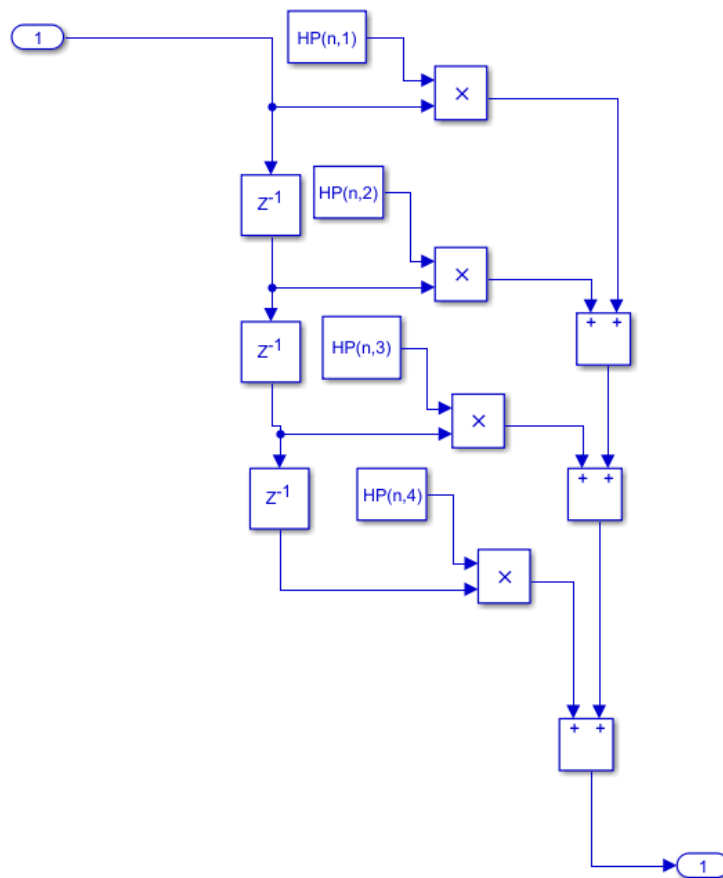 1
HP(n,1)
×
HP(n,2)
Z-1
×
+ +
HP(n,3)
Z-1
×
+ +
HP(n,4)
Z-1
×
+ +
1